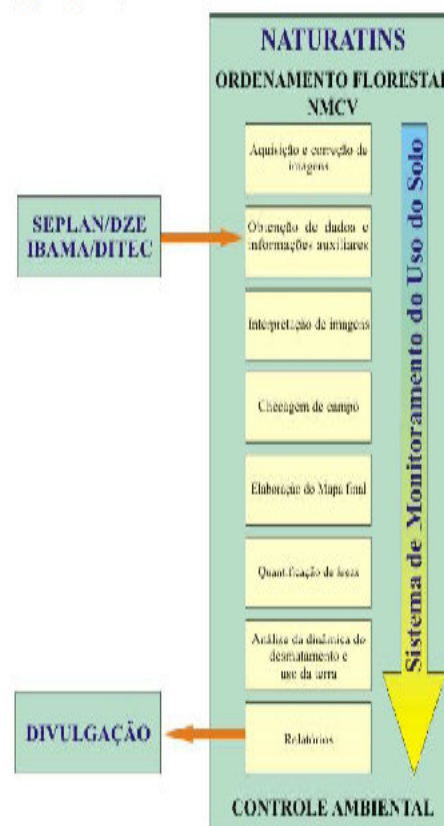 NATURATINS
ORDENAMENTO FLORESTAL
NMCV
Aquisição e correção de
imagens
SEPLAN/DZE
IBAMA/DITEC
Obtenção de dados e
informações auxiliares
Interpretação de imagens
Checagem de campo
Elaboração do Mapa final
Quantificação de áreas
Análise da dinâmica do
desmatamento e
uso da terra
DIVULGAÇÃO
Relatórios
Sistema de Monitoramento do Uso do Solo
CONTROLE AMBIENTAL